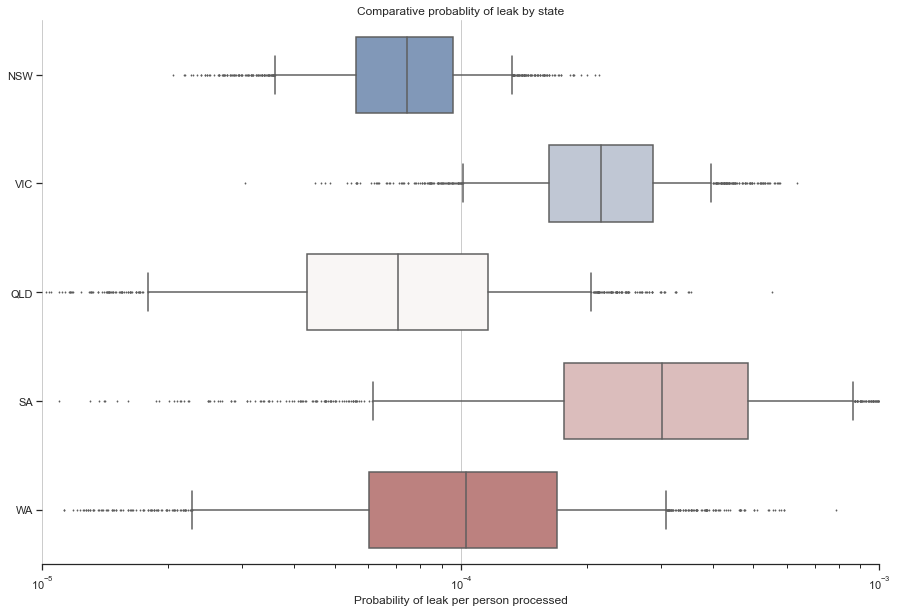 Comparative probablity of leak by state
NSW
VIC
QLD
SA
WA
10⁻⁵
10⁻⁴
10⁻³
Probability of leak per person processed